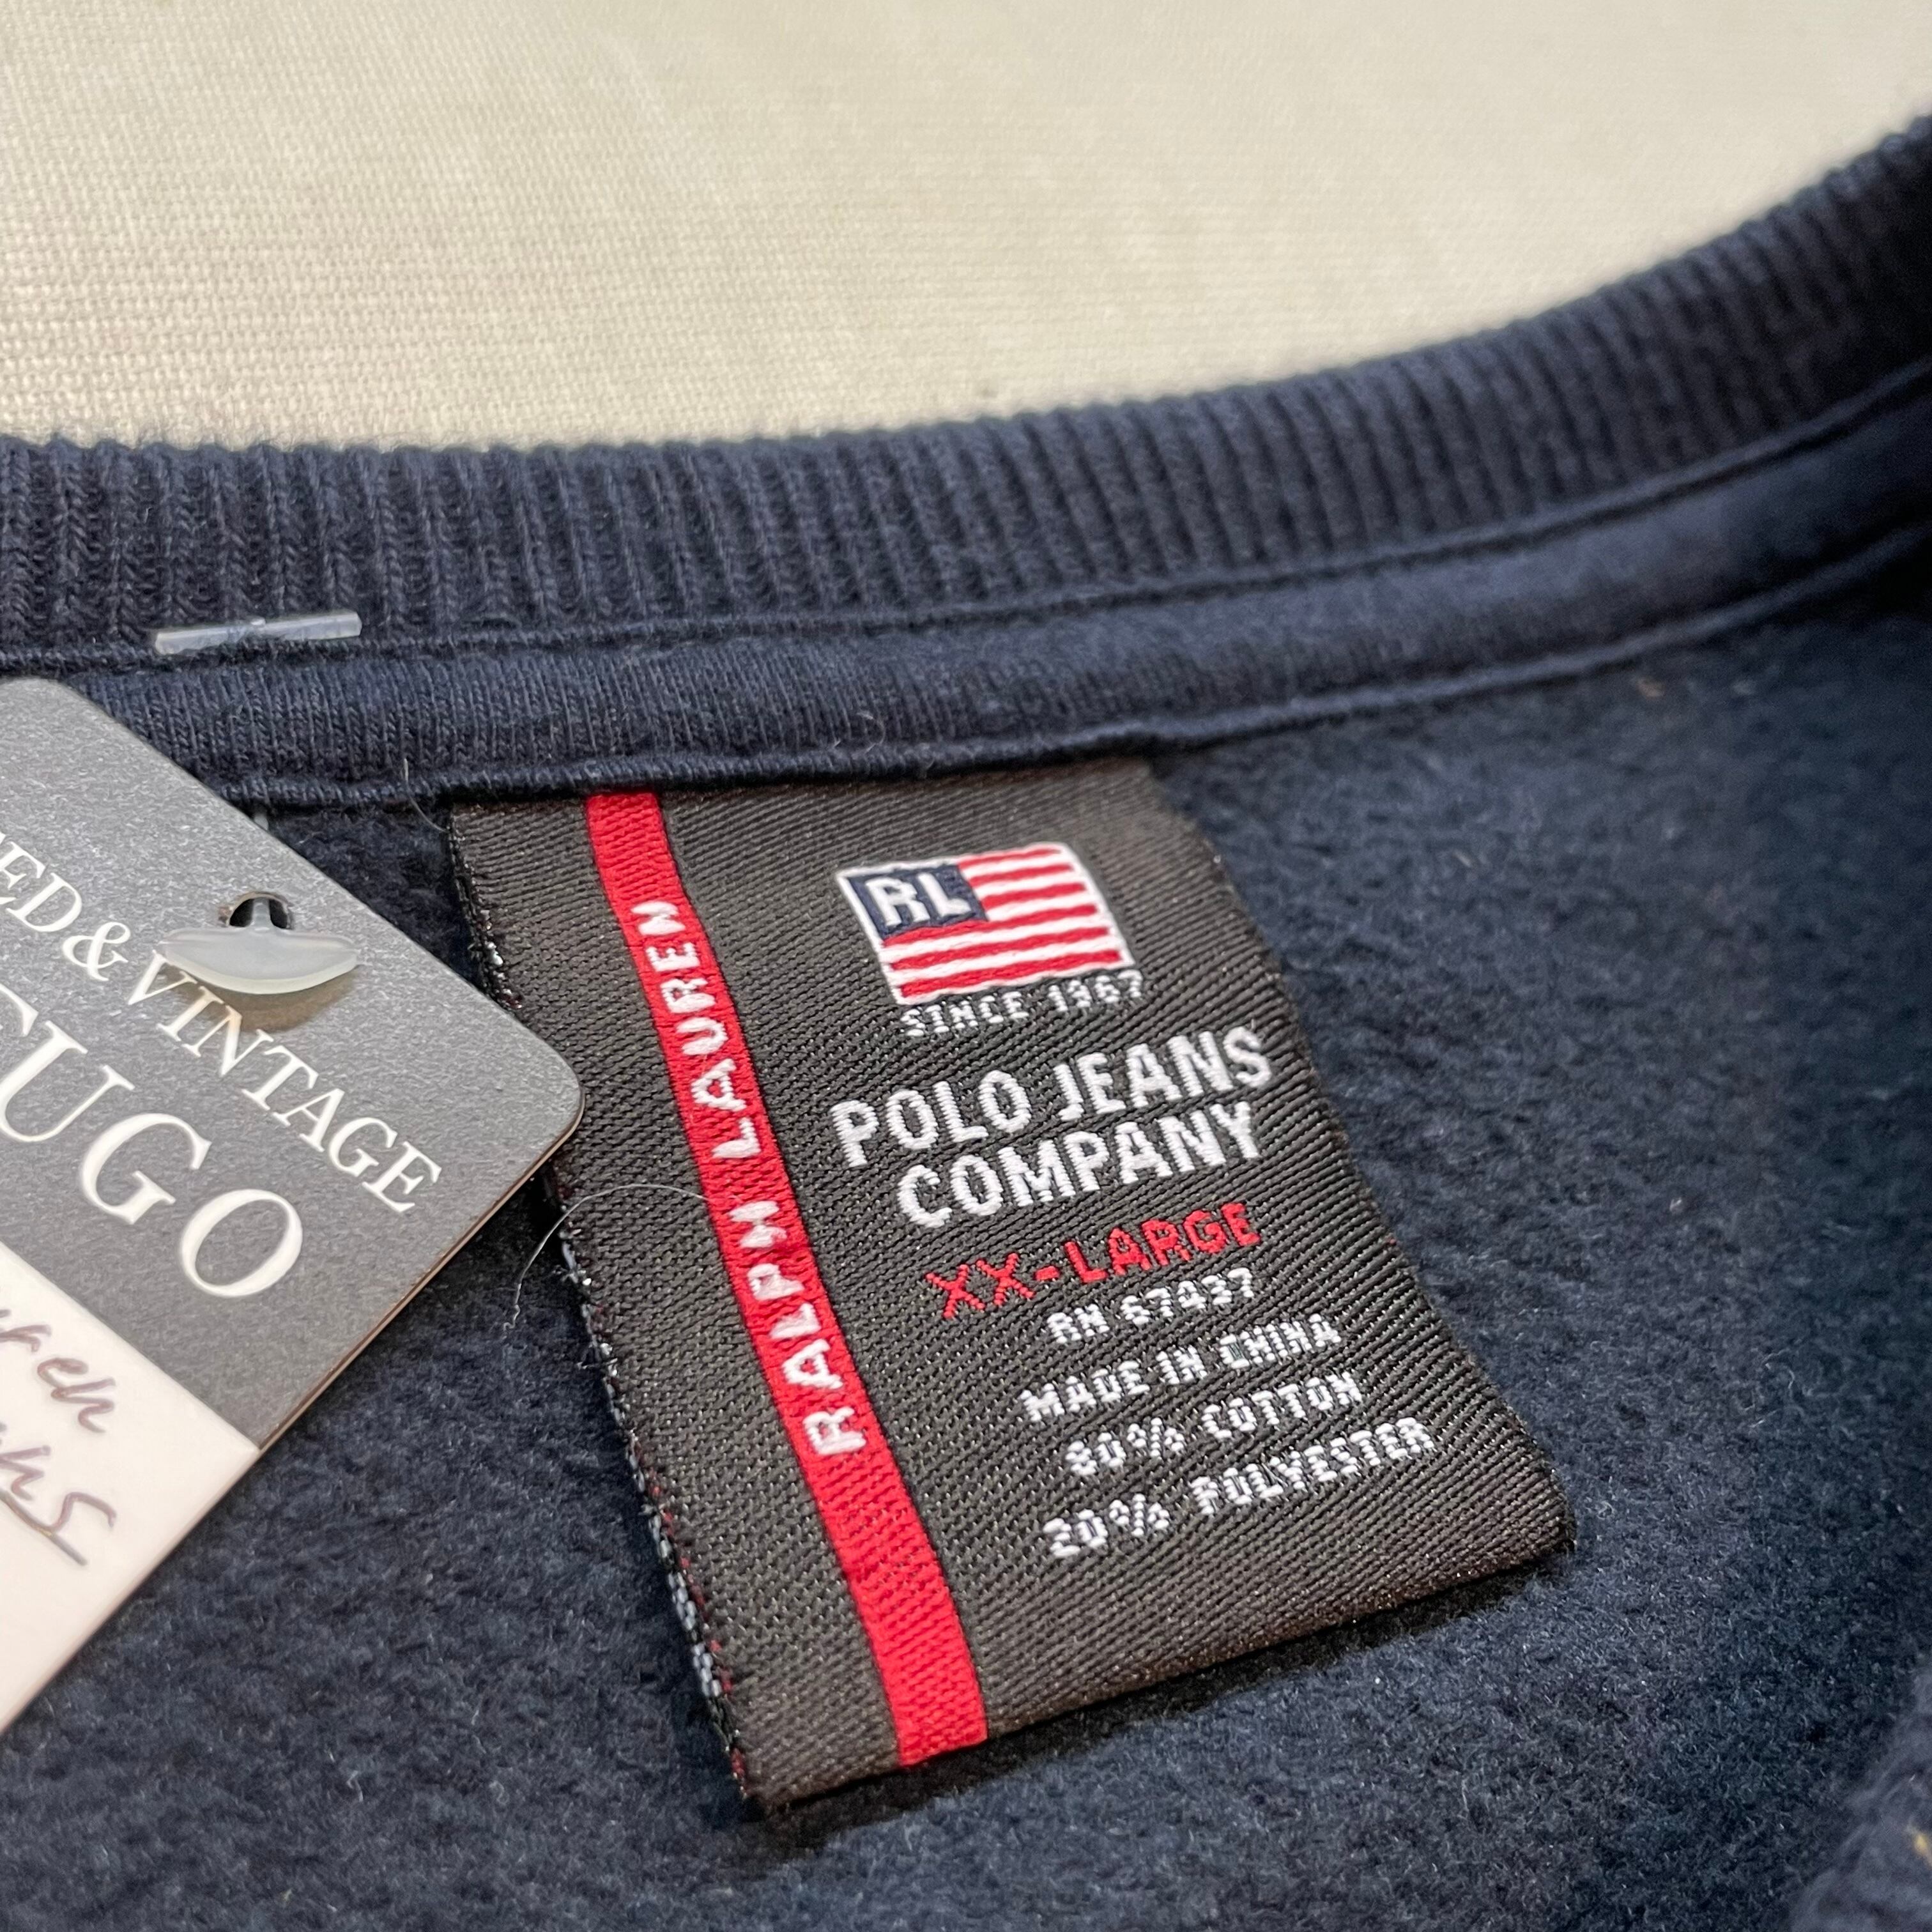 ED & VINTAGE
UGO
RALPH LAUREN
RL
SINCE 1967
POLO JEANS
COMPANY
XX-LARGE
RN 67437
MADE IN CHINA
80% COTTON
20% POLYESTER